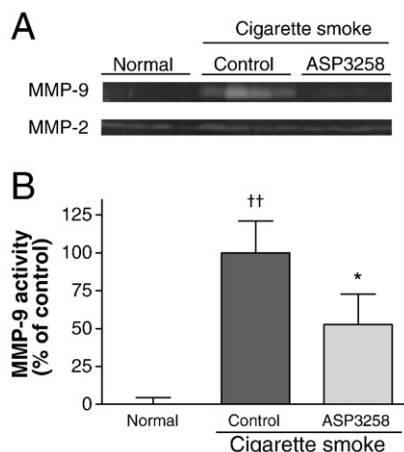 A
Cigarette smoke
Normal Control ASP3258
MMP-9
MMP-2
B
MMP-9 activity
(% of control)
125
100
75
50
25
0
††
*
Normal Control ASP3258
Cigarette smoke